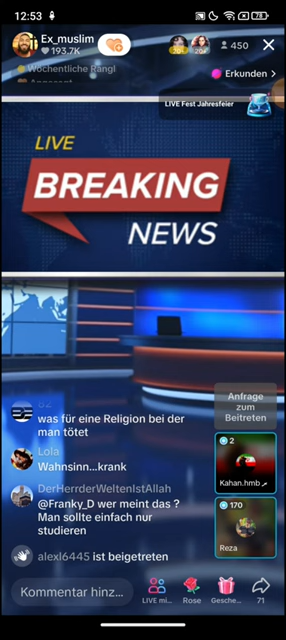 12:53
78
Ex_muslim
193.7K
450
Wöchentliche Rangl
Erkunden >
LIVE Fest Jahresfeier
LIVE
BREAKING
NEWS
Anfrage
zum
Beitreten
was für eine Religion bei der
man tötet
Lola
Wahnsinn...krank
DerHerrderWeltenIstAllah
@Franky_D wer meint das ?
Man sollte einfach nur
studieren
alexl6445 ist beigetreten
2
Kahan.hmb
170
Reza
Kommentar hinz...
LIVE mi...
Rose
Gesche...
71